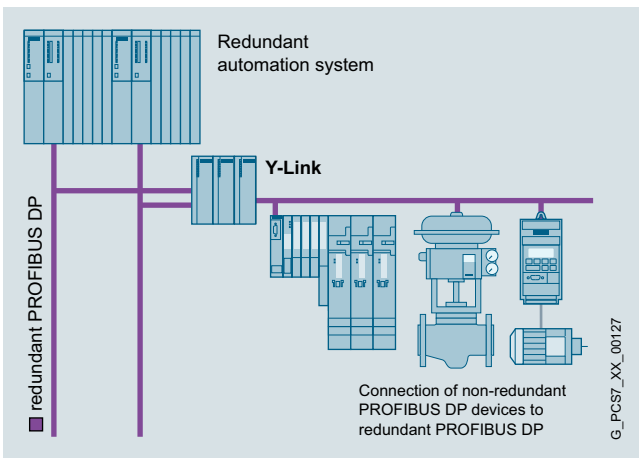 Redundant
automation system
Y-Link
redundant PROFIBUS DP
Connection of non-redundant
PROFIBUS DP devices to
redundant PROFIBUS DP
G_PCS7_XX_00127